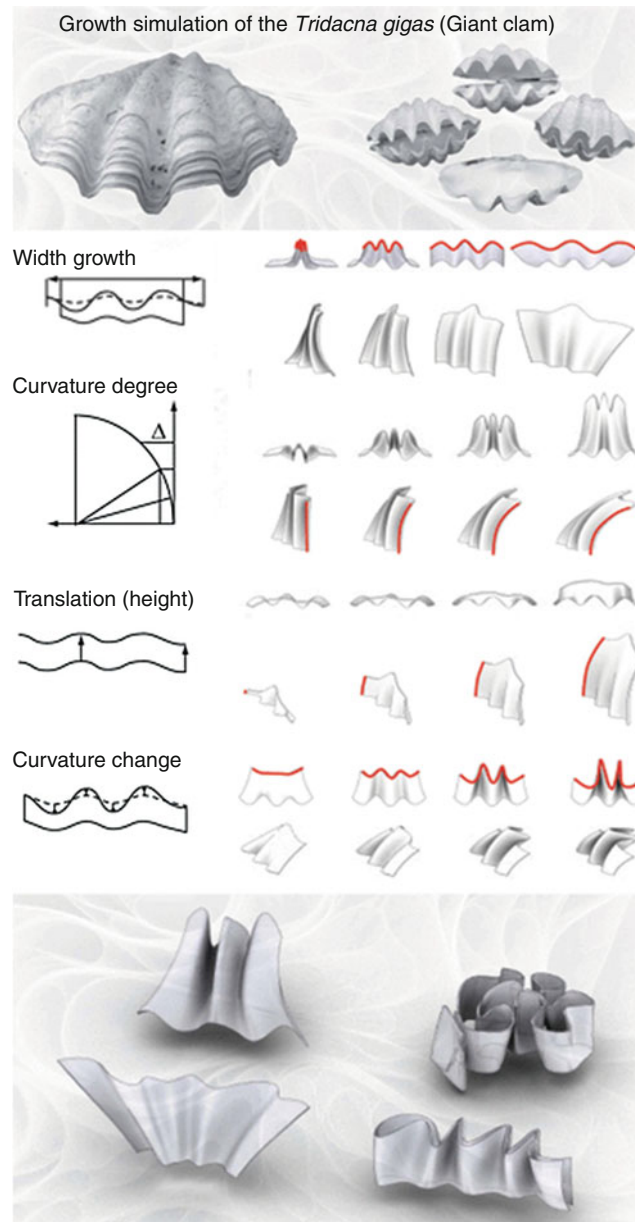 Growth simulation of the Tridacna gigas (Giant clam)
Width growth
Curvature degree
Δ
Translation (height)
Curvature change